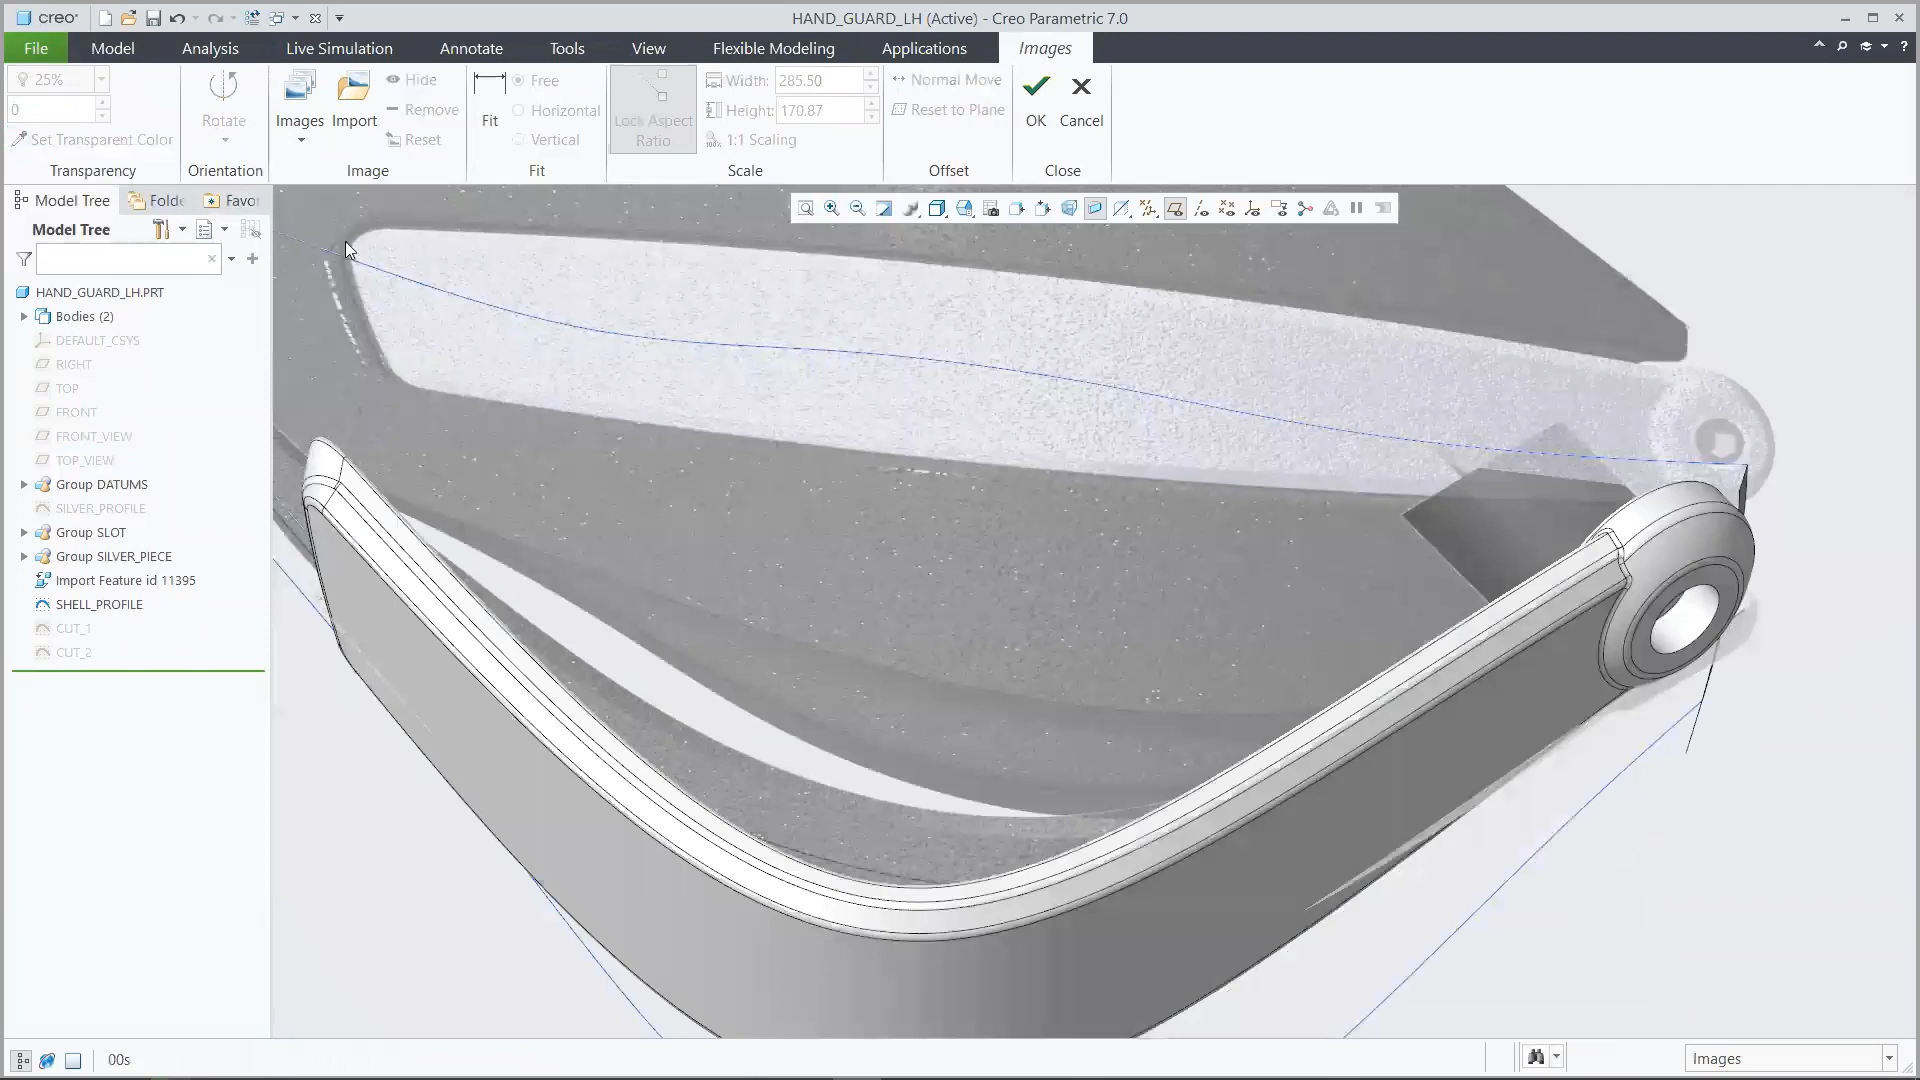 creo
HAND_GUARD_LH (Active) - Creo Parametric 7.0
File Model Analysis Live Simulation Annotate Tools View Flexible Modeling Applications Images
25%
0
Set Transparent Color
Transparency
Rotate
Orientation
Images
Import
Hide
Remove
Reset
Image
Fit
Free
Horizontal
Vertical
Fit
Lock Aspect
Ratio
Width: 285.50
Height: 170.87
1:1 Scaling
Scale
Normal Move
Reset to Plane
Offset
OK
Cancel
Close
Model Tree Folde Favor
Model Tree
HAND_GUARD_LH.PRT
Bodies (2)
DEFAULT_CSYS
RIGHT
TOP
FRONT
FRONT_VIEW
TOP_VIEW
Group DATUMS
SILVER_PROFILE
Group SLOT
Group SILVER_PIECE
Import Feature id 11395
SHELL_PROFILE
CUT_1
CUT_2
00s
Images